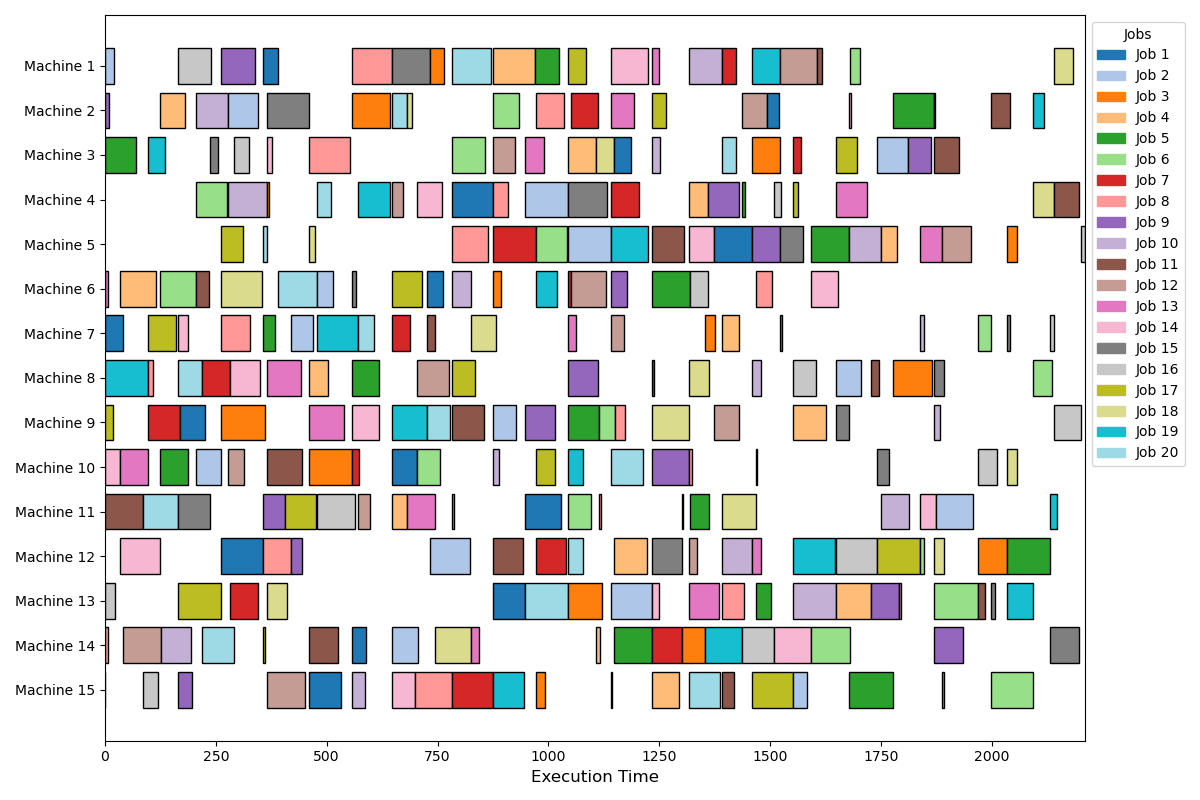 Machine 1
Machine 2
Machine 3
Machine 4
Machine 5
Machine 6
Machine 7
Machine 8
Machine 9
Machine 10
Machine 11
Machine 12
Machine 13
Machine 14
Machine 15
0 250 500 750 1000 1250 1500 1750 2000
Execution Time
Jobs
Job 1
Job 2
Job 3
Job 4
Job 5
Job 6
Job 7
Job 8
Job 9
Job 10
Job 11
Job 12
Job 13
Job 14
Job 15
Job 16
Job 17
Job 18
Job 19
Job 20